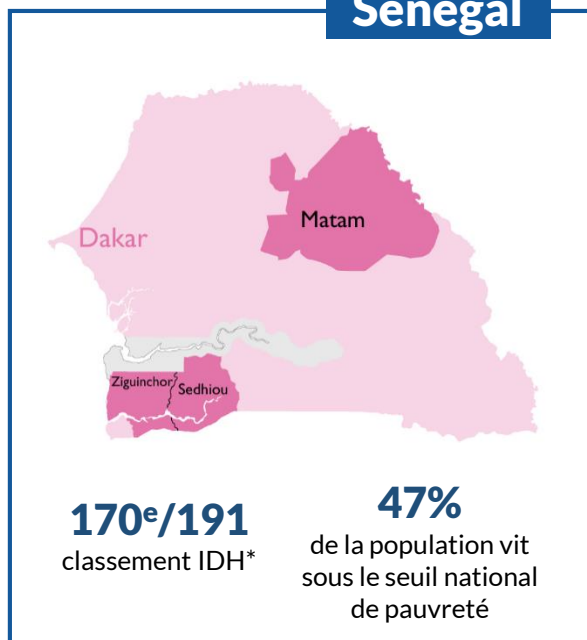 Sénégal
Matam
Dakar
Ziguinchor
Sedhiou
170ᵉ/191
classement IDH*
47%
de la population vit
sous le seuil national
de pauvreté